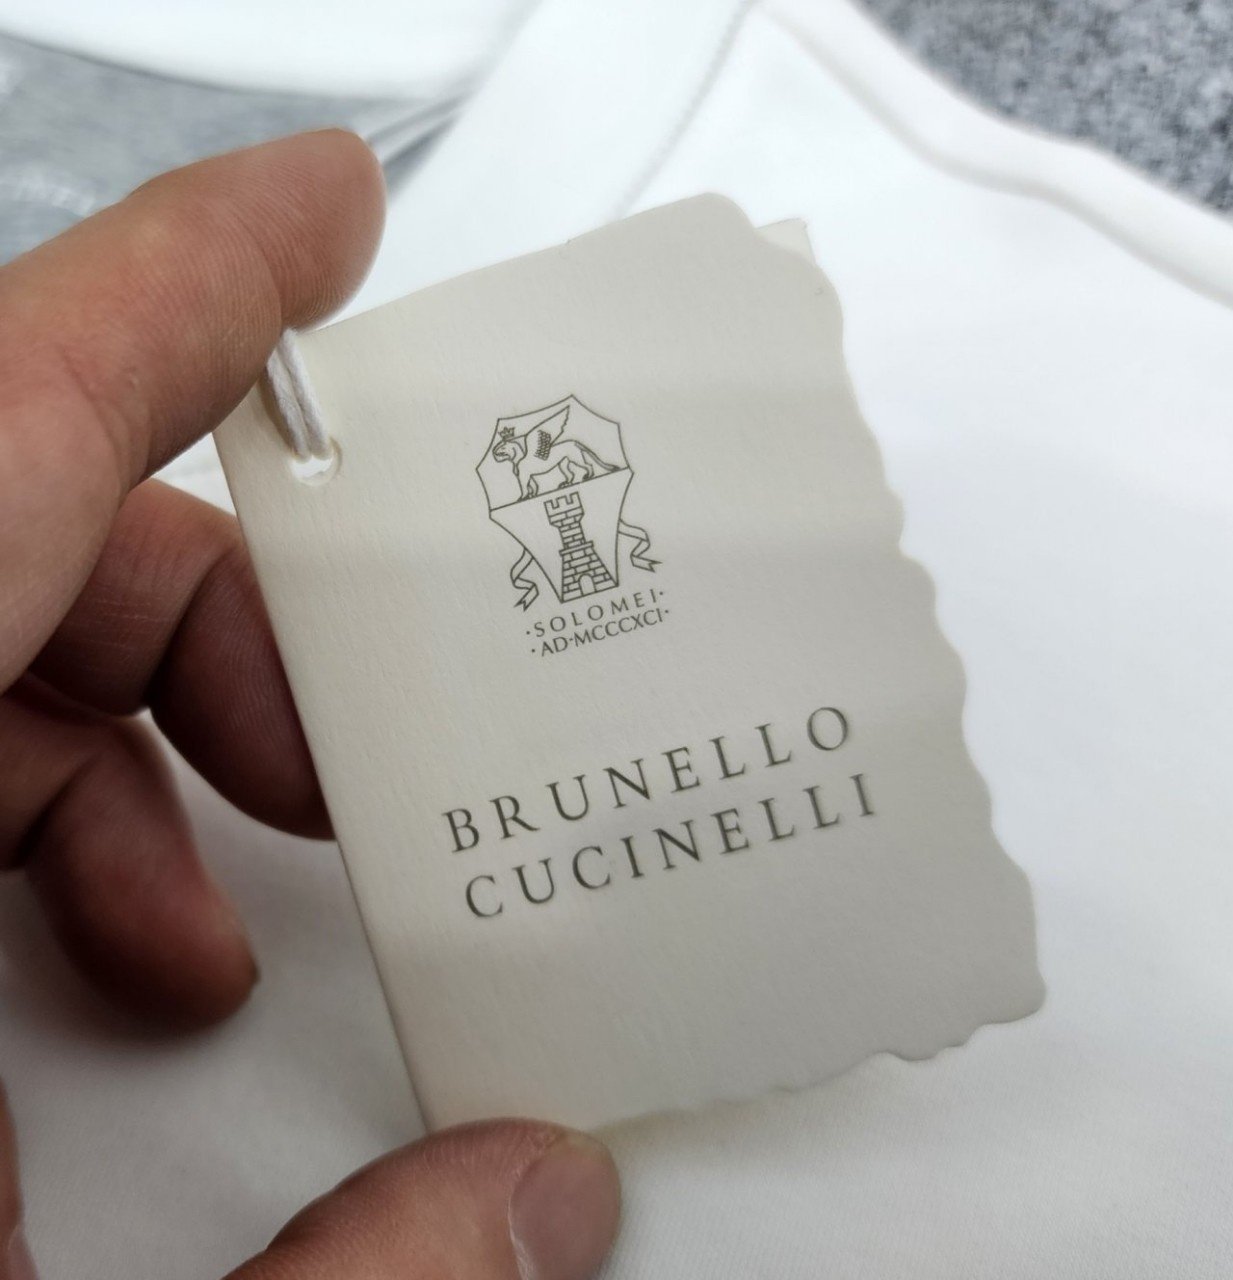 ·SOLOMEI·
·AD·MCCCXCI·
BRUNELLO
CUCINELLI